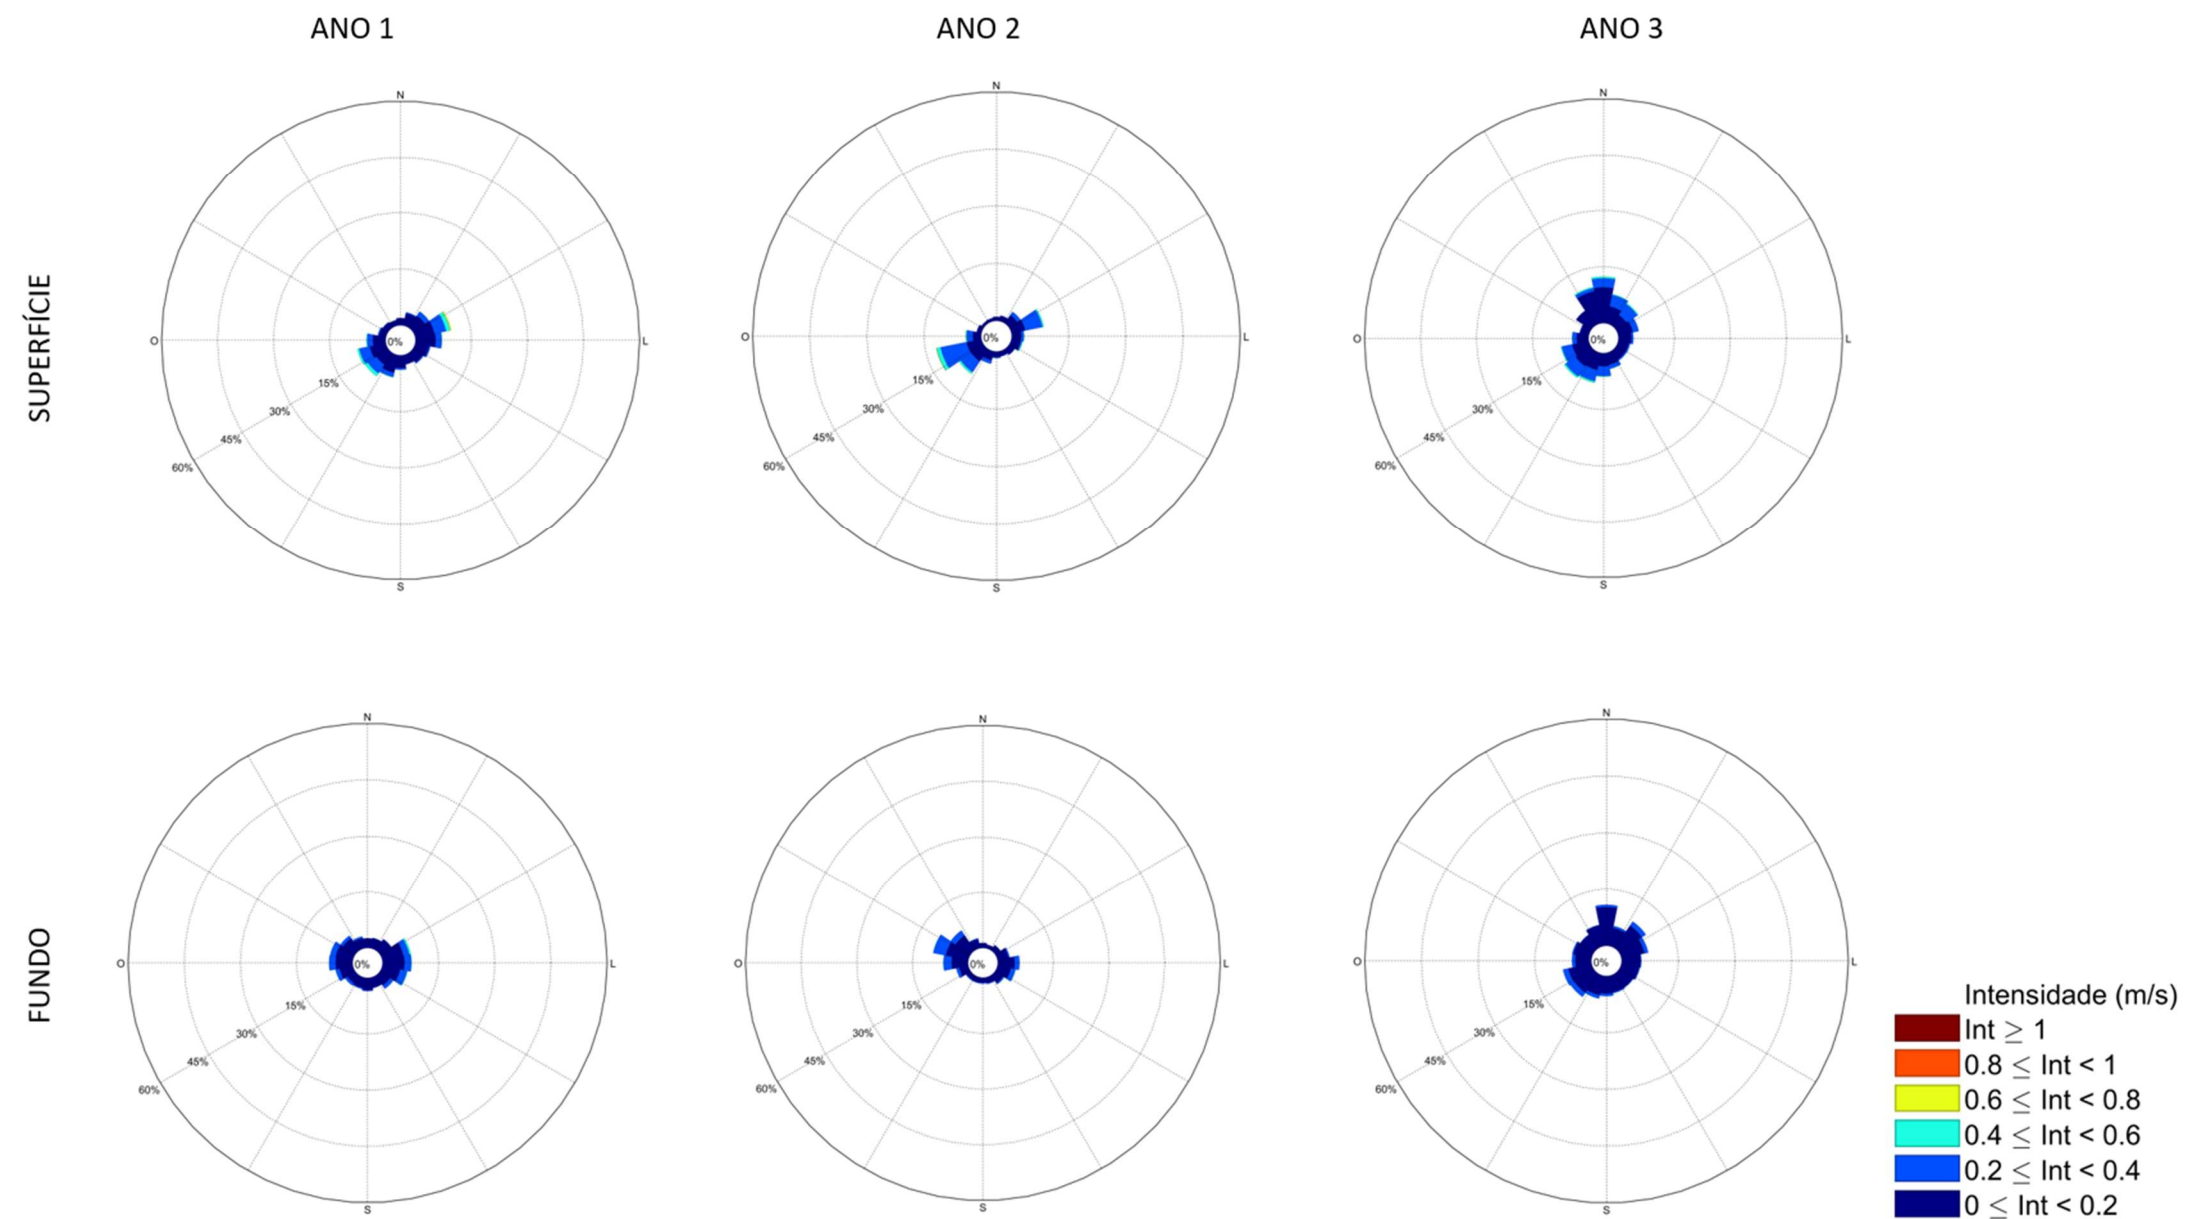 ANO 1
ANO 2
ANO 3
SUPERFÍCIE
N
O
L
S
0%
15%
30%
45%
60%
N
O
L
S
0%
15%
30%
45%
60%
N
O
L
S
0%
15%
30%
45%
60%
FUNDO
N
O
L
S
0%
15%
30%
45%
60%
N
O
L
S
0%
15%
30%
45%
60%
N
O
L
S
0%
15%
30%
45%
60%
Intensidade (m/s)
Int ≥ 1
0.8 ≤ Int < 1
0.6 ≤ Int < 0.8
0.4 ≤ Int < 0.6
0.2 ≤ Int < 0.4
0 ≤ Int < 0.2